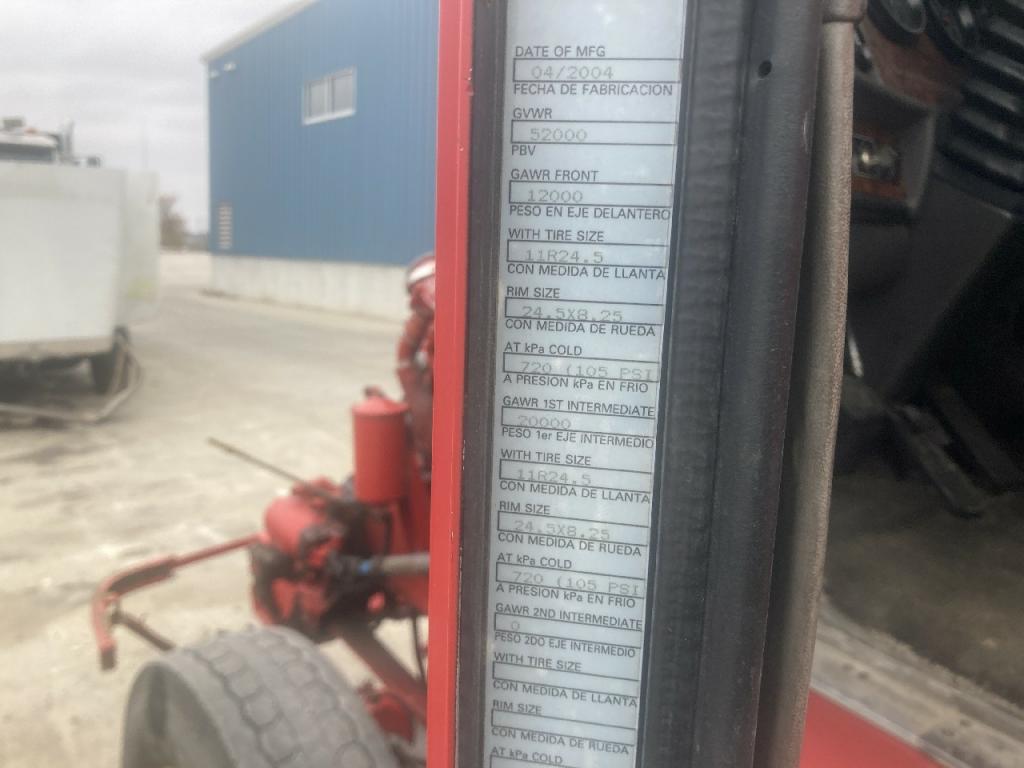 DATE OF MFG
04/2004
FECHA DE FABRICACION
GVWR
52000
PBV
GAWR FRONT
12000
PESO EN EJE DELANTERO
WITH TIRE SIZE
11R24.5
CON MEDIDA DE LLANTA
RIM SIZE
24.5X8.25
CON MEDIDA DE RUEDA
AT kPa COLD
720 (105 PSI
A PRESION kPa EN FRIO
GAWR 1ST INTERMEDIATE
20000
PESO 1er EJE INTERMEDIO
WITH TIRE SIZE
11R24.5
CON MEDIDA DE LLANTA
RIM SIZE
24.5X8.25
CON MEDIDA DE RUEDA
AT kPa COLD
720 (105 PSI
A PRESION kPa EN FRIO
GAWR 2ND INTERMEDIATE
0
PESO 2DO EJE INTERMEDIO
WITH TIRE SIZE
CON MEDIDA DE LLANTA
RIM SIZE
CON MEDIDA DE RUEDA
AT kPa COLD